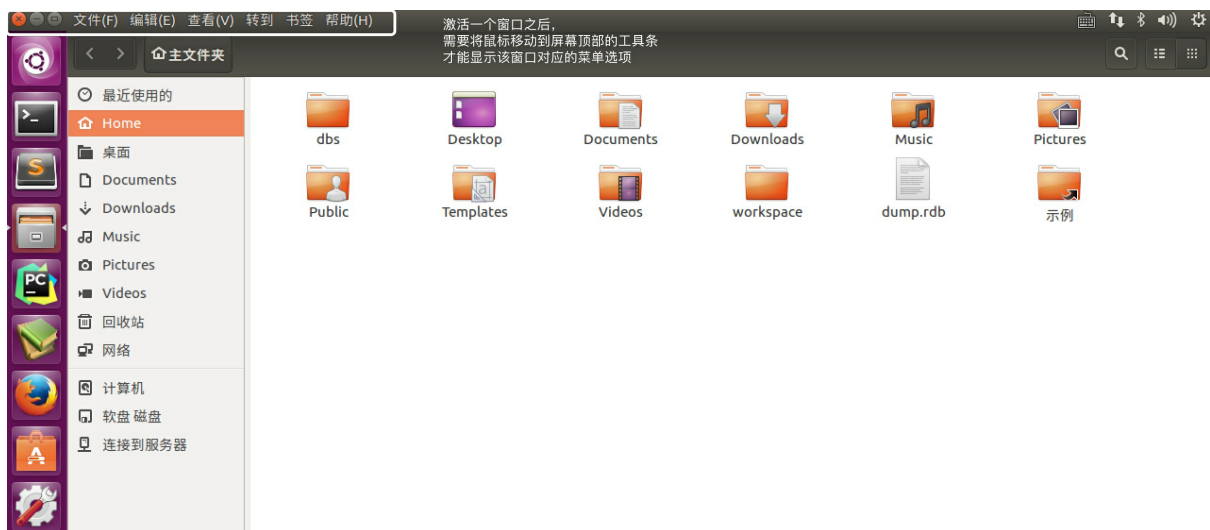 文件(F) 编辑(E) 查看(V) 转到 书签 帮助(H)
激活一个窗口之后，
需要将鼠标移动到屏幕顶部的工具条
才能显示该窗口对应的菜单选项
主文件夹
最近使用的
Home
桌面
Documents
Downloads
Music
Pictures
Videos
回收站
网络
计算机
软盘 磁盘
连接到服务器
dbs
Desktop
Documents
Downloads
Music
Pictures
Public
Templates
Videos
workspace
dump.rdb
示例
>_
S
PC
A
a